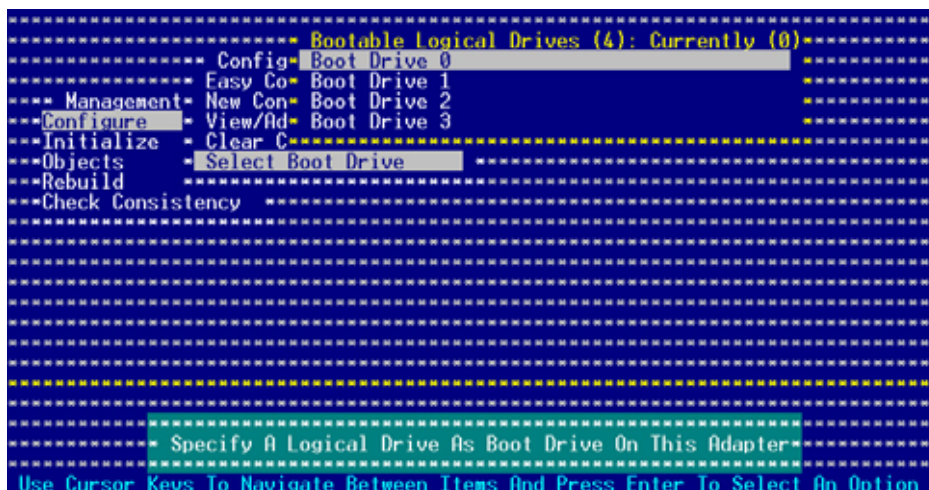 Bootable Logical Drives (4): Currently (0)
Config Boot Drive 0
Easy Co Boot Drive 1
Management New Con Boot Drive 2
Configure View/Ad Boot Drive 3
Initialize Clear C
Objects Select Boot Drive
Rebuild
Check Consistency
Specify A Logical Drive As Boot Drive On This Adapter
Use Cursor Keys To Navigate Between Items And Press Enter To Select An Option